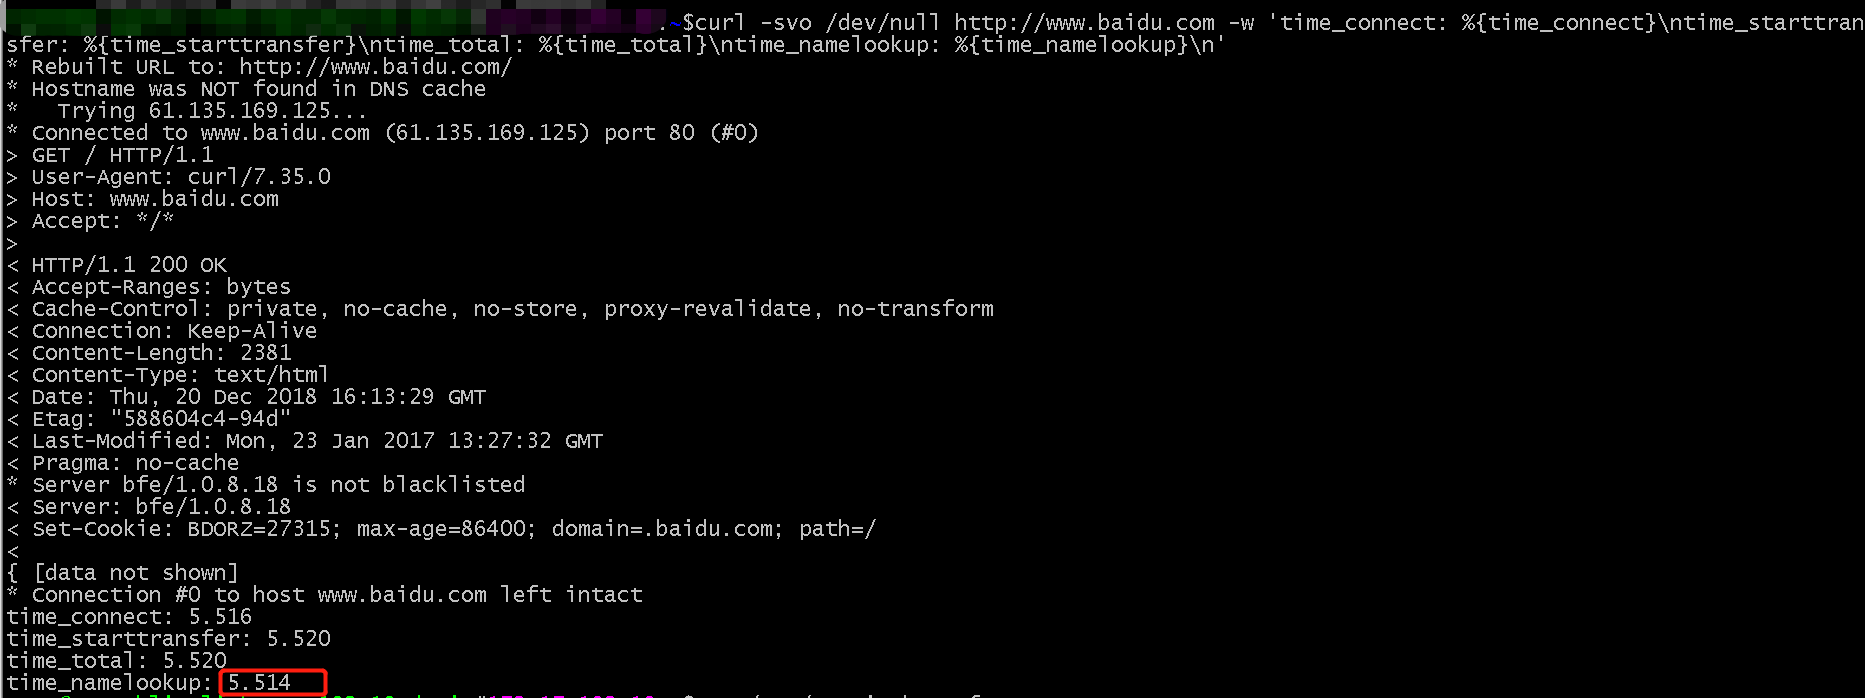 ~$curl -svo /dev/null http://www.baidu.com -w 'time_connect: %{time_connect}\ntime_starttran
sfer: %{time_starttransfer}\ntime_total: %{time_total}\ntime_namelookup: %{time_namelookup}\n'
* Rebuilt URL to: http://www.baidu.com/
* Hostname was NOT found in DNS cache
*   Trying 61.135.169.125...
* Connected to www.baidu.com (61.135.169.125) port 80 (#0)
> GET / HTTP/1.1
> User-Agent: curl/7.35.0
> Host: www.baidu.com
> Accept: */*
>
< HTTP/1.1 200 OK
< Accept-Ranges: bytes
< Cache-Control: private, no-cache, no-store, proxy-revalidate, no-transform
< Connection: Keep-Alive
< Content-Length: 2381
< Content-Type: text/html
< Date: Thu, 20 Dec 2018 16:13:29 GMT
< Etag: "588604c4-94d"
< Last-Modified: Mon, 23 Jan 2017 13:27:32 GMT
< Pragma: no-cache
* Server bfe/1.0.8.18 is not blacklisted
< Server: bfe/1.0.8.18
< Set-Cookie: BDORZ=27315; max-age=86400; domain=.baidu.com; path=/
<
{ [data not shown]
* Connection #0 to host www.baidu.com left intact
time_connect: 5.516
time_starttransfer: 5.520
time_total: 5.520
time_namelookup: 5.514